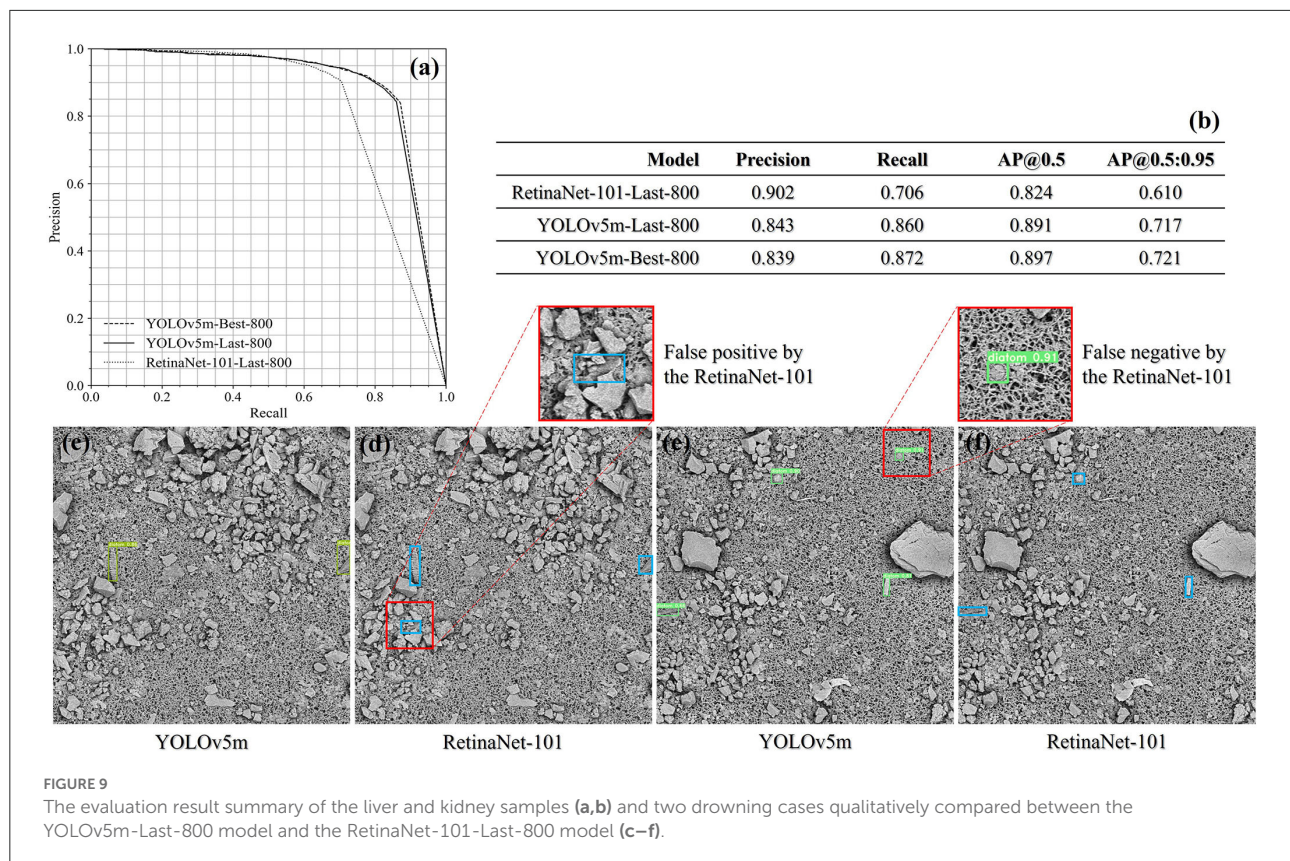 1.0
0.8
0.6
0.4
0.2
0.0
Precision
(a)
YOLOv5m-Best-800
YOLOv5m-Last-800
RetinaNet-101-Last-800
0.0 0.2 0.4 0.6 0.8 1.0
Recall
(b)
Model Precision Recall AP@0.5 AP@0.5:0.95
RetinaNet-101-Last-800 0.902 0.706 0.824 0.610
YOLOv5m-Last-800 0.843 0.860 0.891 0.717
YOLOv5m-Best-800 0.839 0.872 0.897 0.721
False positive by
the RetinaNet-101
diatom 0.91
False negative by
the RetinaNet-101
(c) (d) (e) (f)
YOLOv5m RetinaNet-101 YOLOv5m RetinaNet-101
FIGURE 9
The evaluation result summary of the liver and kidney samples (a,b) and two drowning cases qualitatively compared between the
YOLOv5m-Last-800 model and the RetinaNet-101-Last-800 model (c–f).